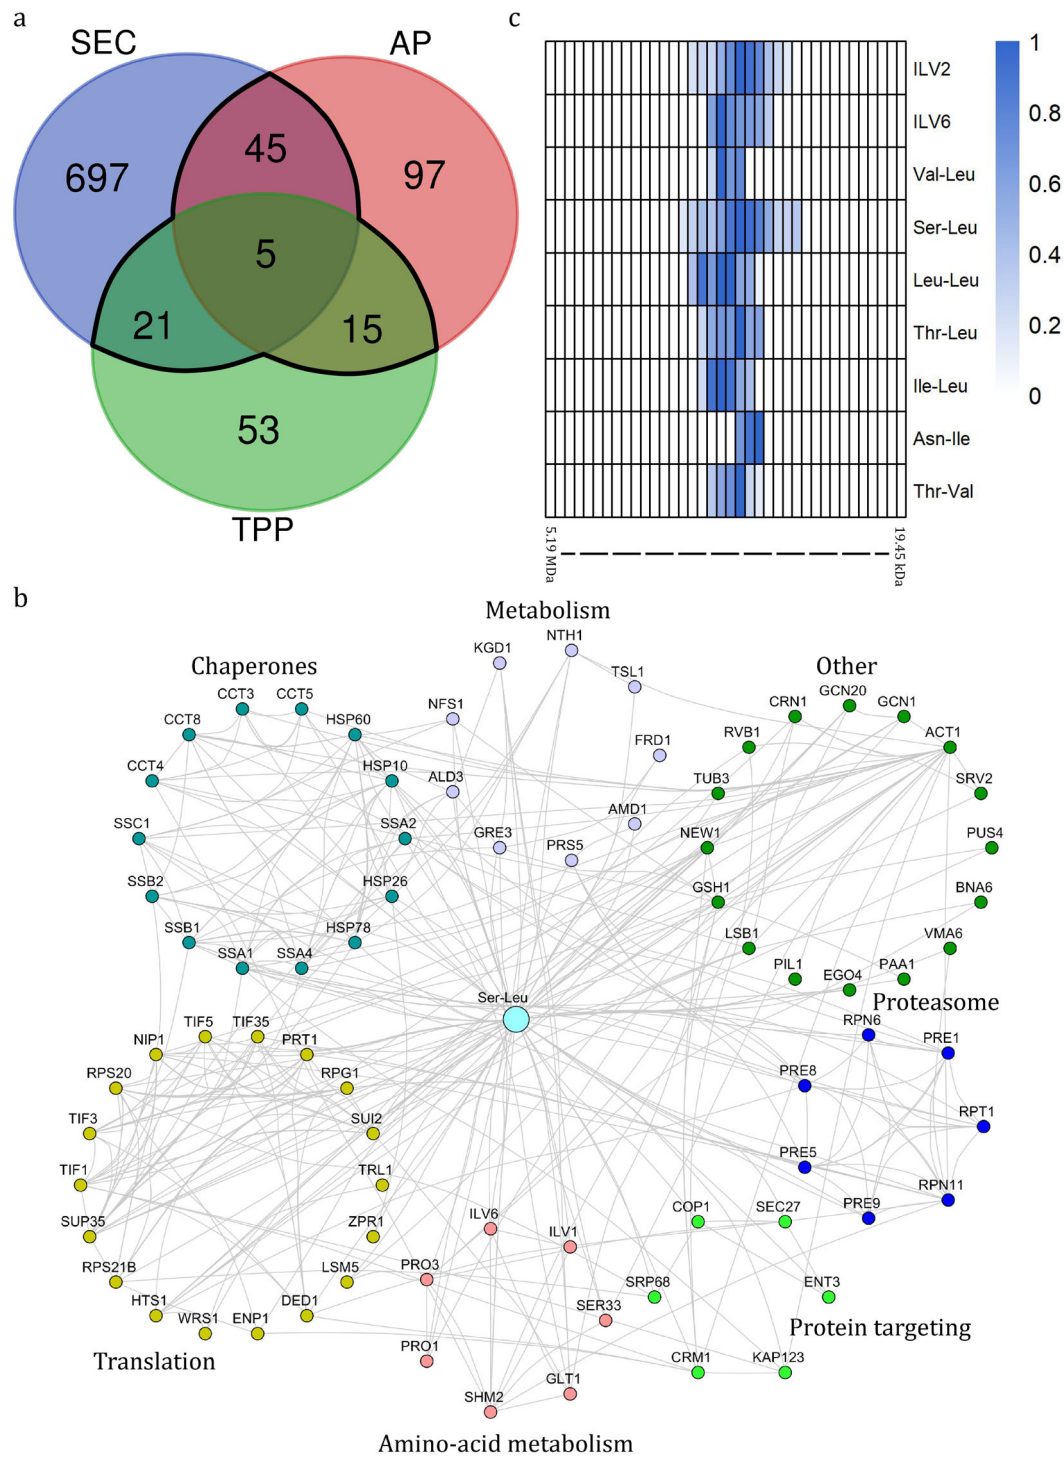 a
SEC
AP
697
45
97
5
21
15
53
TPP
c
ILV2
ILV6
Val-Leu
Ser-Leu
Leu-Leu
Thr-Leu
Ile-Leu
Asn-Ile
Thr-Val
1
0.8
0.6
0.4
0.2
0
5.19 MDa
19.45 kDa
b
Metabolism
KGD1
NTH1
TSL1
NFS1
FRD1
ALD3
AMD1
GRE3
PRS5
Chaperones
CCT3
CCT5
CCT8
HSP60
CCT4
HSP10
SSC1
SSA2
SSB2
HSP26
SSB1
HSP78
SSA1
SSA4
Other
GCN20
CRN1
GCN1
RVB1
ACT1
TUB3
SRV2
NEW1
PUS4
GSH1
BNA6
LSB1
VMA6
PIL1
EGO4
PAA1
Ser-Leu
Proteasome
RPN6
PRE1
PRE8
RPT1
PRE5
PRE9
RPN11
TIF5
TIF35
NIP1
PRT1
RPS20
RPG1
TIF3
SUI2
TIF1
TRL1
SUP35
ZPR1
RPS21B
LSM5
HTS1
WRS1
ENP1
DED1
Translation
ILV6
ILV1
PRO3
SER33
PRO1
GLT1
SHM2
Amino-acid metabolism
COP1
SEC27
SRP68
ENT3
CRM1
KAP123
Protein targeting